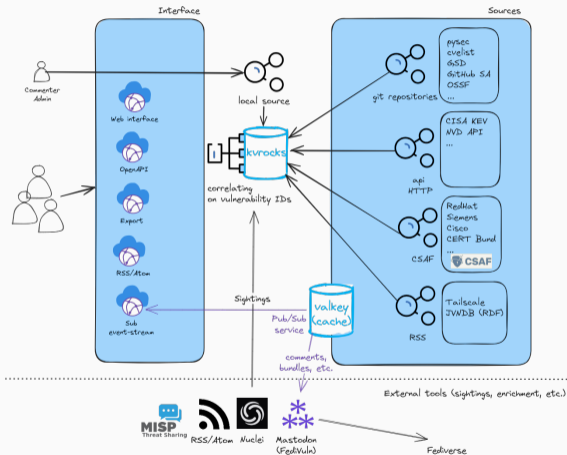 Interface
Sources
Commenter
Admin
Web interface
OpenAPI
Export
RSS/Atom
Sub
event-stream
local source
kvrocks
correlating
on vulnerability IDs
Sightings
Pub/Sub
service
valkey
(cache)
comments,
bundles, etc.
git repositories
pysec
cvelist
GSD
GitHub SA
OSSF
...
api
HTTP
CISA KEV
NVD API
...
CSAF
RedHat
Siemens
Cisco
CERT Bund
...
CSAF
RSS
Tailscale
JVNDB (RDF)
External tools (sightings, enrichment, etc.)
MISP
Threat Sharing
RSS/Atom
Nuclei
Mastodon
(FediVuln)
Fediverse